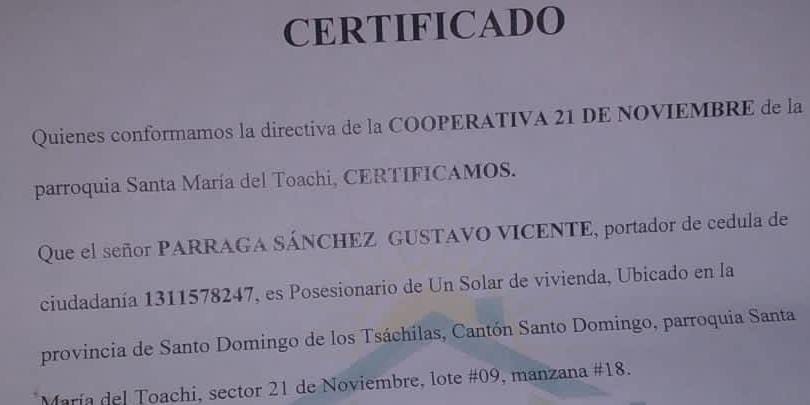 CERTIFICADO
Quienes conformamos la directiva de la COOPERATIVA 21 DE NOVIEMBRE de la
parroquia Santa María del Toachi, CERTIFICAMOS.
Que el señor PARRAGA SÁNCHEZ GUSTAVO VICENTE, portador de cedula de
ciudadanía 1311578247, es Posesionario de Un Solar de vivienda, Ubicado en la
provincia de Santo Domingo de los Tsáchilas, Cantón Santo Domingo, parroquia Santa
María del Toachi, sector 21 de Noviembre, lote #09, manzana #18.